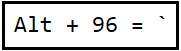 Alt + 96 = `